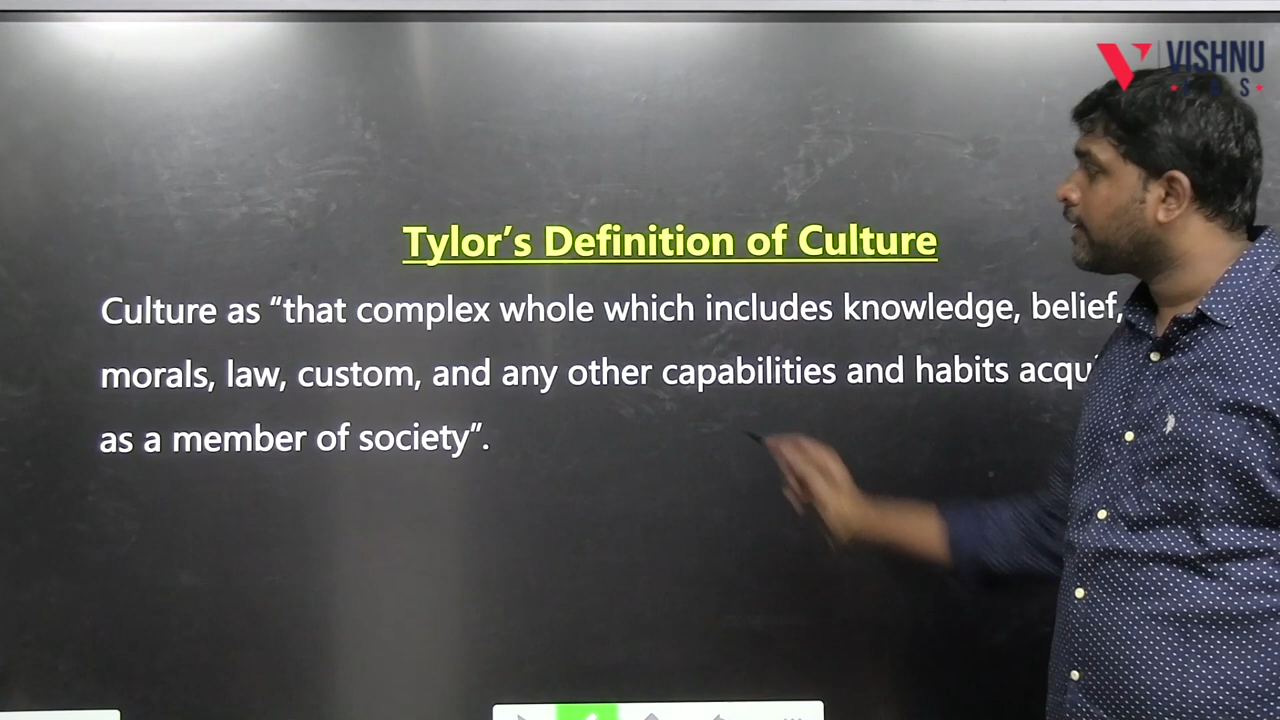 VISHNU
Tylor’s Definition of Culture
Culture as “that complex whole which includes knowledge, belief,
morals, law, custom, and any other capabilities and habits
as a member of society”.